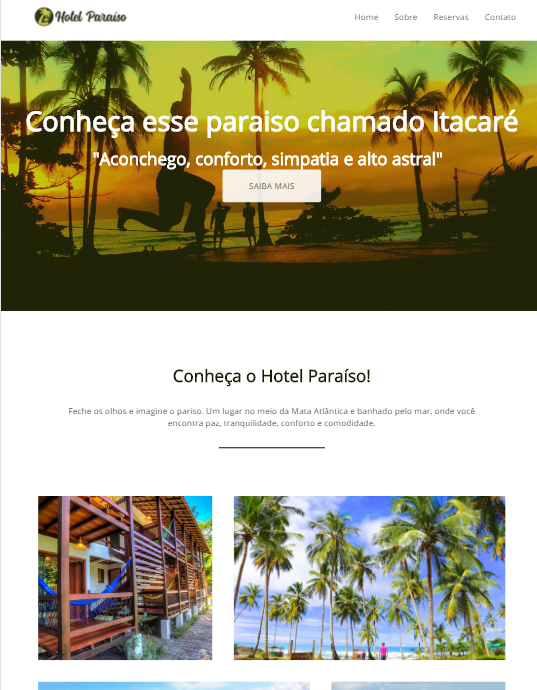 Hotel Paraíso
Home Sobre Reservas Contato
Conheça esse paraiso chamado Itacaré
"Aconchego, conforto, simpatia e alto astral"
SAIBA MAIS
Conheça o Hotel Paraíso!
Feche os olhos e imagine o pariso. Um lugar no meio da Mata Atlântica e banhado pelo mar, onde você
encontra paz, tranquilidade, conforto e comodidade.